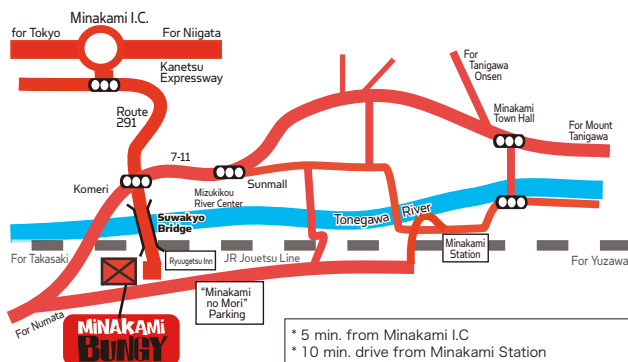 Minakami I.C.
for Tokyo
For Niigata
Kanetsu
Expressway
Route
291
For
Tanigawa
Onsen
Minakami
Town Hall
For Mount
Tanigawa
7-11
Komeri
Sunmall
Mizukikou
River Center
Suwakyo
Bridge
Tonegawa River
Ryuugetsu Inn
Minakami
Station
For Takasaki
JR Jouetsu Line
For Yuzawa
For Numata
"Minakami
no Mori"
Parking
MiNAKAMi
BUNGY
* 5 min. from Minakami I.C
* 10 min. drive from Minakami Station